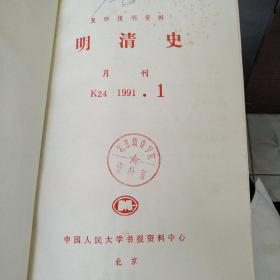 复印报刊资料
明清史
月刊
K24 1991 . 1
中国人民大学书报资料中心
北京